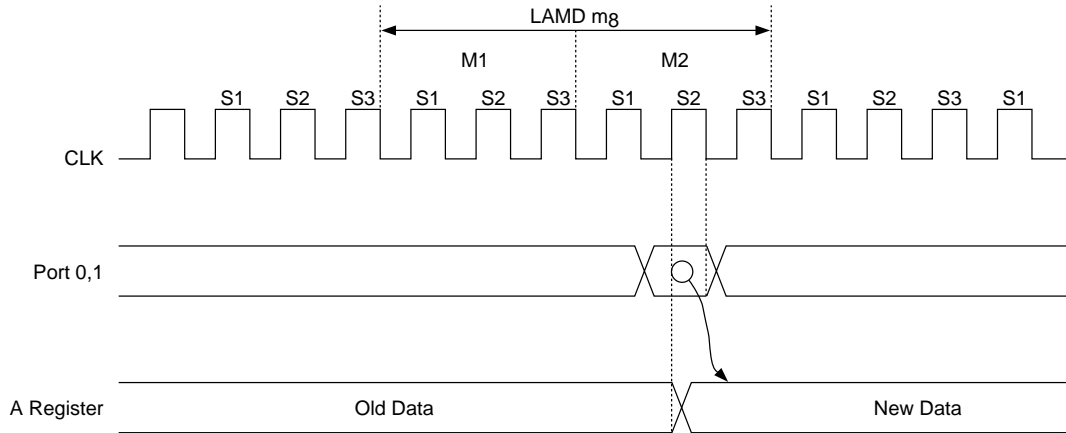 LAMD m8
M1 M2
S1 S2 S3 S1 S2 S3 S1 S2 S3 S1 S2 S3 S1
CLK
Port 0,1
A Register Old Data New Data